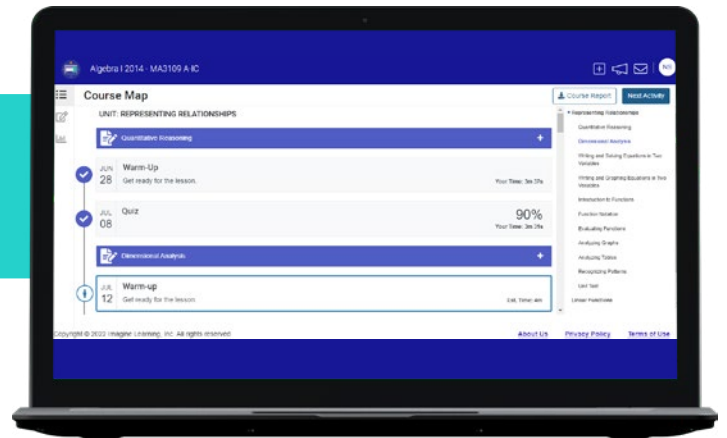 Algebra I 2014 - MA3109 A-IC
NS
Course Map
Course Report
Next Activity
UNIT: REPRESENTING RELATIONSHIPS
Quantitative Reasoning
+
JUN
28
Warm-Up
Get ready for the lesson.
Your Time: 3m 37s
JUL
08
Quiz
90%
Your Time: 3m 39s
Dimensional Analysis
+
JUL
12
Warm-up
Get ready for the lesson.
Est. Time: 4m
Representing Relationships
Quantitative Reasoning
Dimensional Analysis
Writing and Solving Equations in Two
Variables
Writing and Graphing Equations in Two
Variables
Introduction to Functions
Function Notation
Evaluating Functions
Analyzing Graphs
Analyzing Tables
Recognizing Patterns
Unit Test
Linear Functions
Copyright © 2022 Imagine Learning, Inc. All rights reserved.
About Us
Privacy Policy
Terms of Use